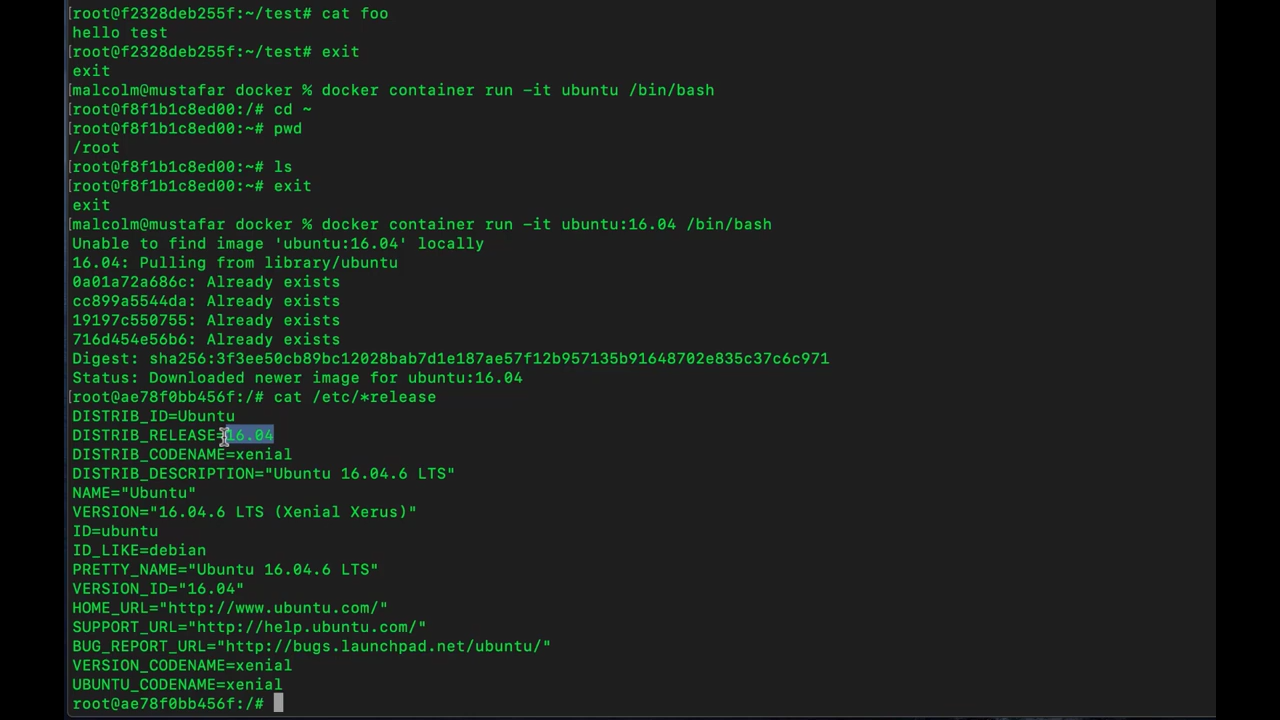 [root@f2328deb255f:~/test# cat foo
hello test
[root@f2328deb255f:~/test# exit
exit
[malcolm@mustafar docker % docker container run -it ubuntu /bin/bash
[root@f8f1b1c8ed00:/# cd ~
[root@f8f1b1c8ed00:~# pwd
/root
[root@f8f1b1c8ed00:~# ls
[root@f8f1b1c8ed00:~# exit
exit
[malcolm@mustafar docker % docker container run -it ubuntu:16.04 /bin/bash
Unable to find image 'ubuntu:16.04' locally
16.04: Pulling from library/ubuntu
0a01a72a686c: Already exists
cc899a5544da: Already exists
19197c550755: Already exists
716d454e56b6: Already exists
Digest: sha256:3f3ee50cb89bc12028bab7d1e187ae57f12b957135b91648702e835c37c6c971
Status: Downloaded newer image for ubuntu:16.04
[root@ae78f0bb456f:/# cat /etc/*release
DISTRIB_ID=Ubuntu
DISTRIB_RELEASE=16.04
DISTRIB_CODENAME=xenial
DISTRIB_DESCRIPTION="Ubuntu 16.04.6 LTS"
NAME="Ubuntu"
VERSION="16.04.6 LTS (Xenial Xerus)"
ID=ubuntu
ID_LIKE=debian
PRETTY_NAME="Ubuntu 16.04.6 LTS"
VERSION_ID="16.04"
HOME_URL="http://www.ubuntu.com/"
SUPPORT_URL="http://help.ubuntu.com/"
BUG_REPORT_URL="http://bugs.launchpad.net/ubuntu/"
VERSION_CODENAME=xenial
UBUNTU_CODENAME=xenial
root@ae78f0bb456f:/#